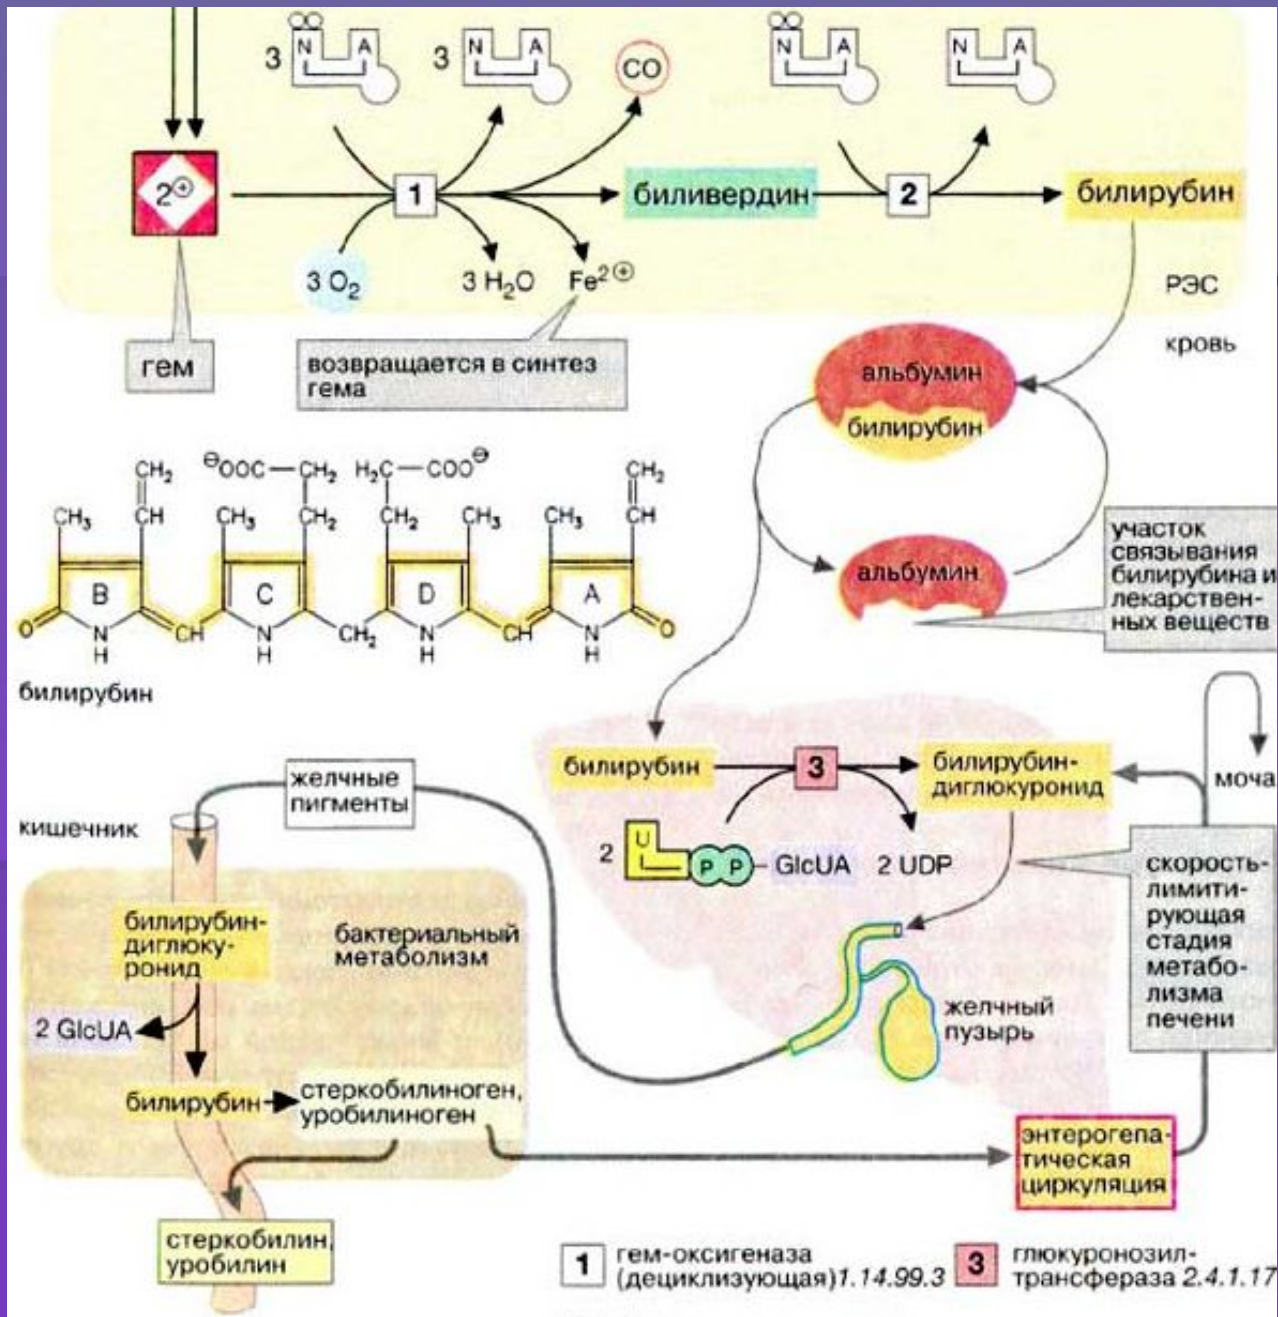 3 N A 3 N A CO N A N A
2⊕ 1 биливердин 2 билирубин
3 O₂ 3 H₂O Fe²⊕
РЭС
кровь
гем
возвращается в синтез
гема
альбумин
билирубин
альбумин
участок
связывания
билирубина и
лекарствен-
ных веществ
CH₂ ⊖OOC—CH₂ H₂C—COO⊖ CH₂
CH₃ CH CH₃ CH₂ CH₂ CH₃ CH₃ CH
B C D A
O N CH N CH₂ N CH N O
H H H H
билирубин
билирубин 3 билирубин-
диглюкуронид
2 U P P GlcUA 2 UDP
моча
скорость-
лимити-
рующая
стадия
метабо-
лизма
печени
желчный
пузырь
желчные
пигменты
кишечник
билирубин-
диглюку-
ронид
бактериальный
метаболизм
2 GlcUA
билирубин
стеркобилиноген,
уробилиноген
энтерогепа-
тическая
циркуляция
стеркобилин,
уробилин
1 гем-оксигеназа
(дециклизующая)1.14.99.3
3 глюкуронозил-
трансфераза 2.4.1.17